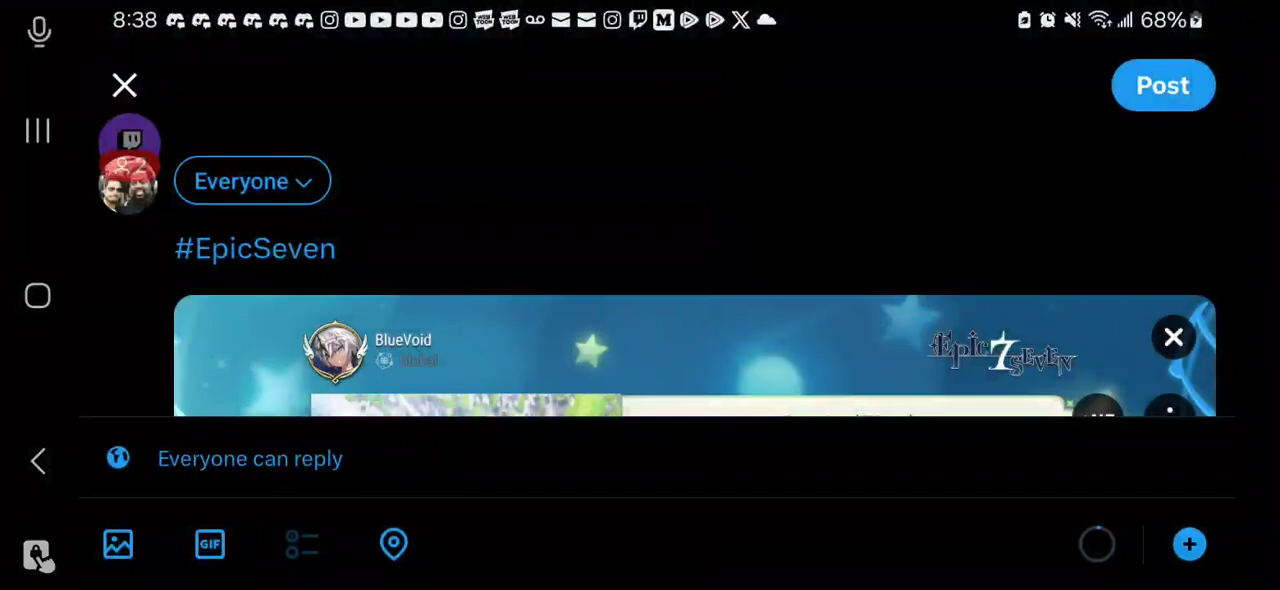 8:38
68%
Post
Everyone
#EpicSeven
BlueVoid
Global
Epic 7 SEVEN
Everyone can reply
GIF